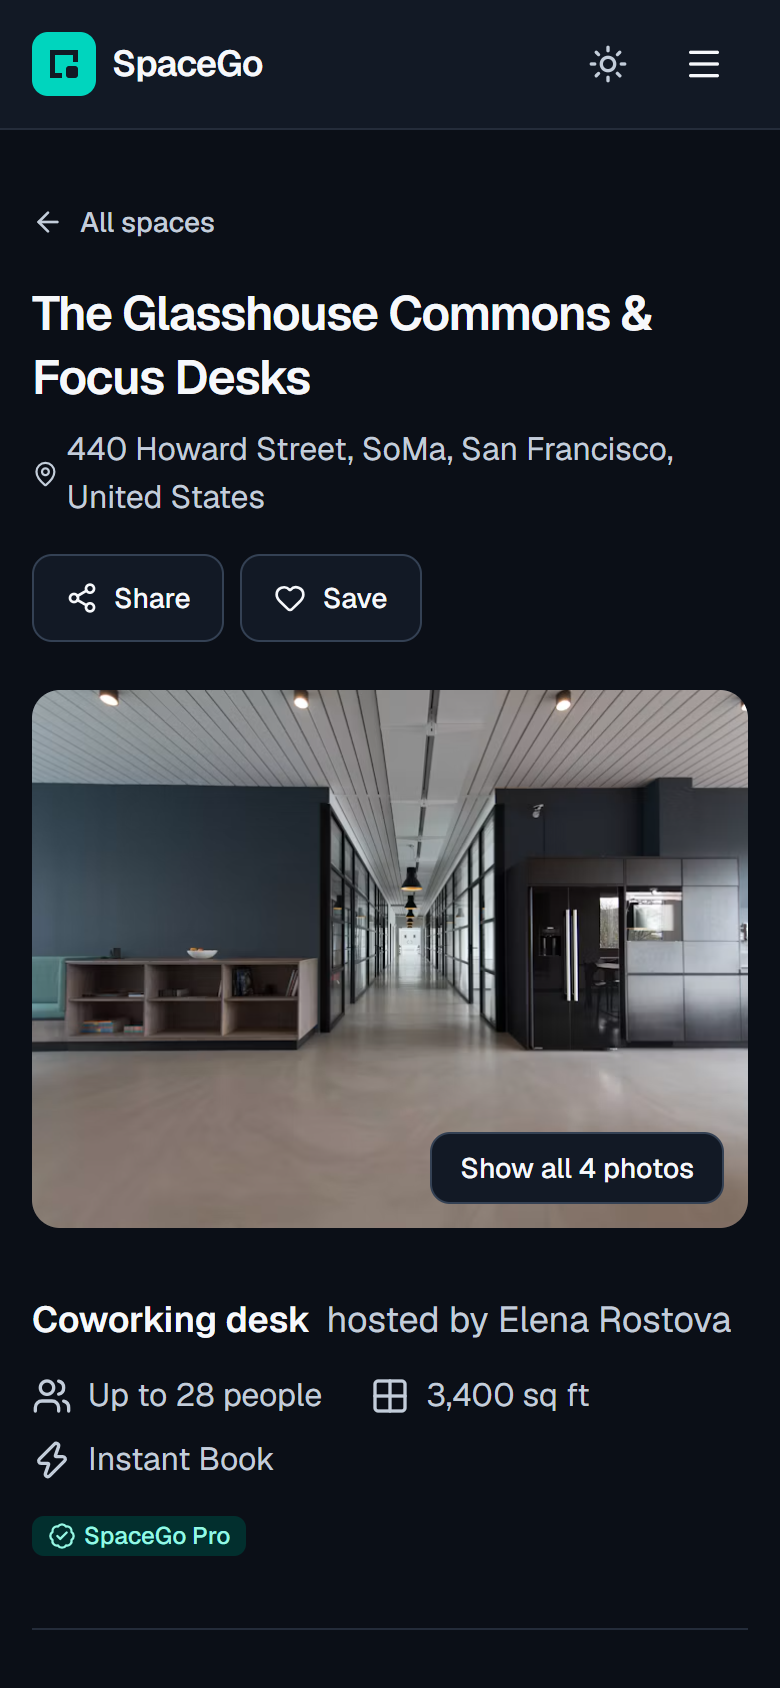 SpaceGo
All spaces
The Glasshouse Commons &
Focus Desks
440 Howard Street, SoMa, San Francisco,
United States
Share
Save
Show all 4 photos
Coworking desk hosted by Elena Rostova
Up to 28 people
3,400 sq ft
Instant Book
SpaceGo Pro